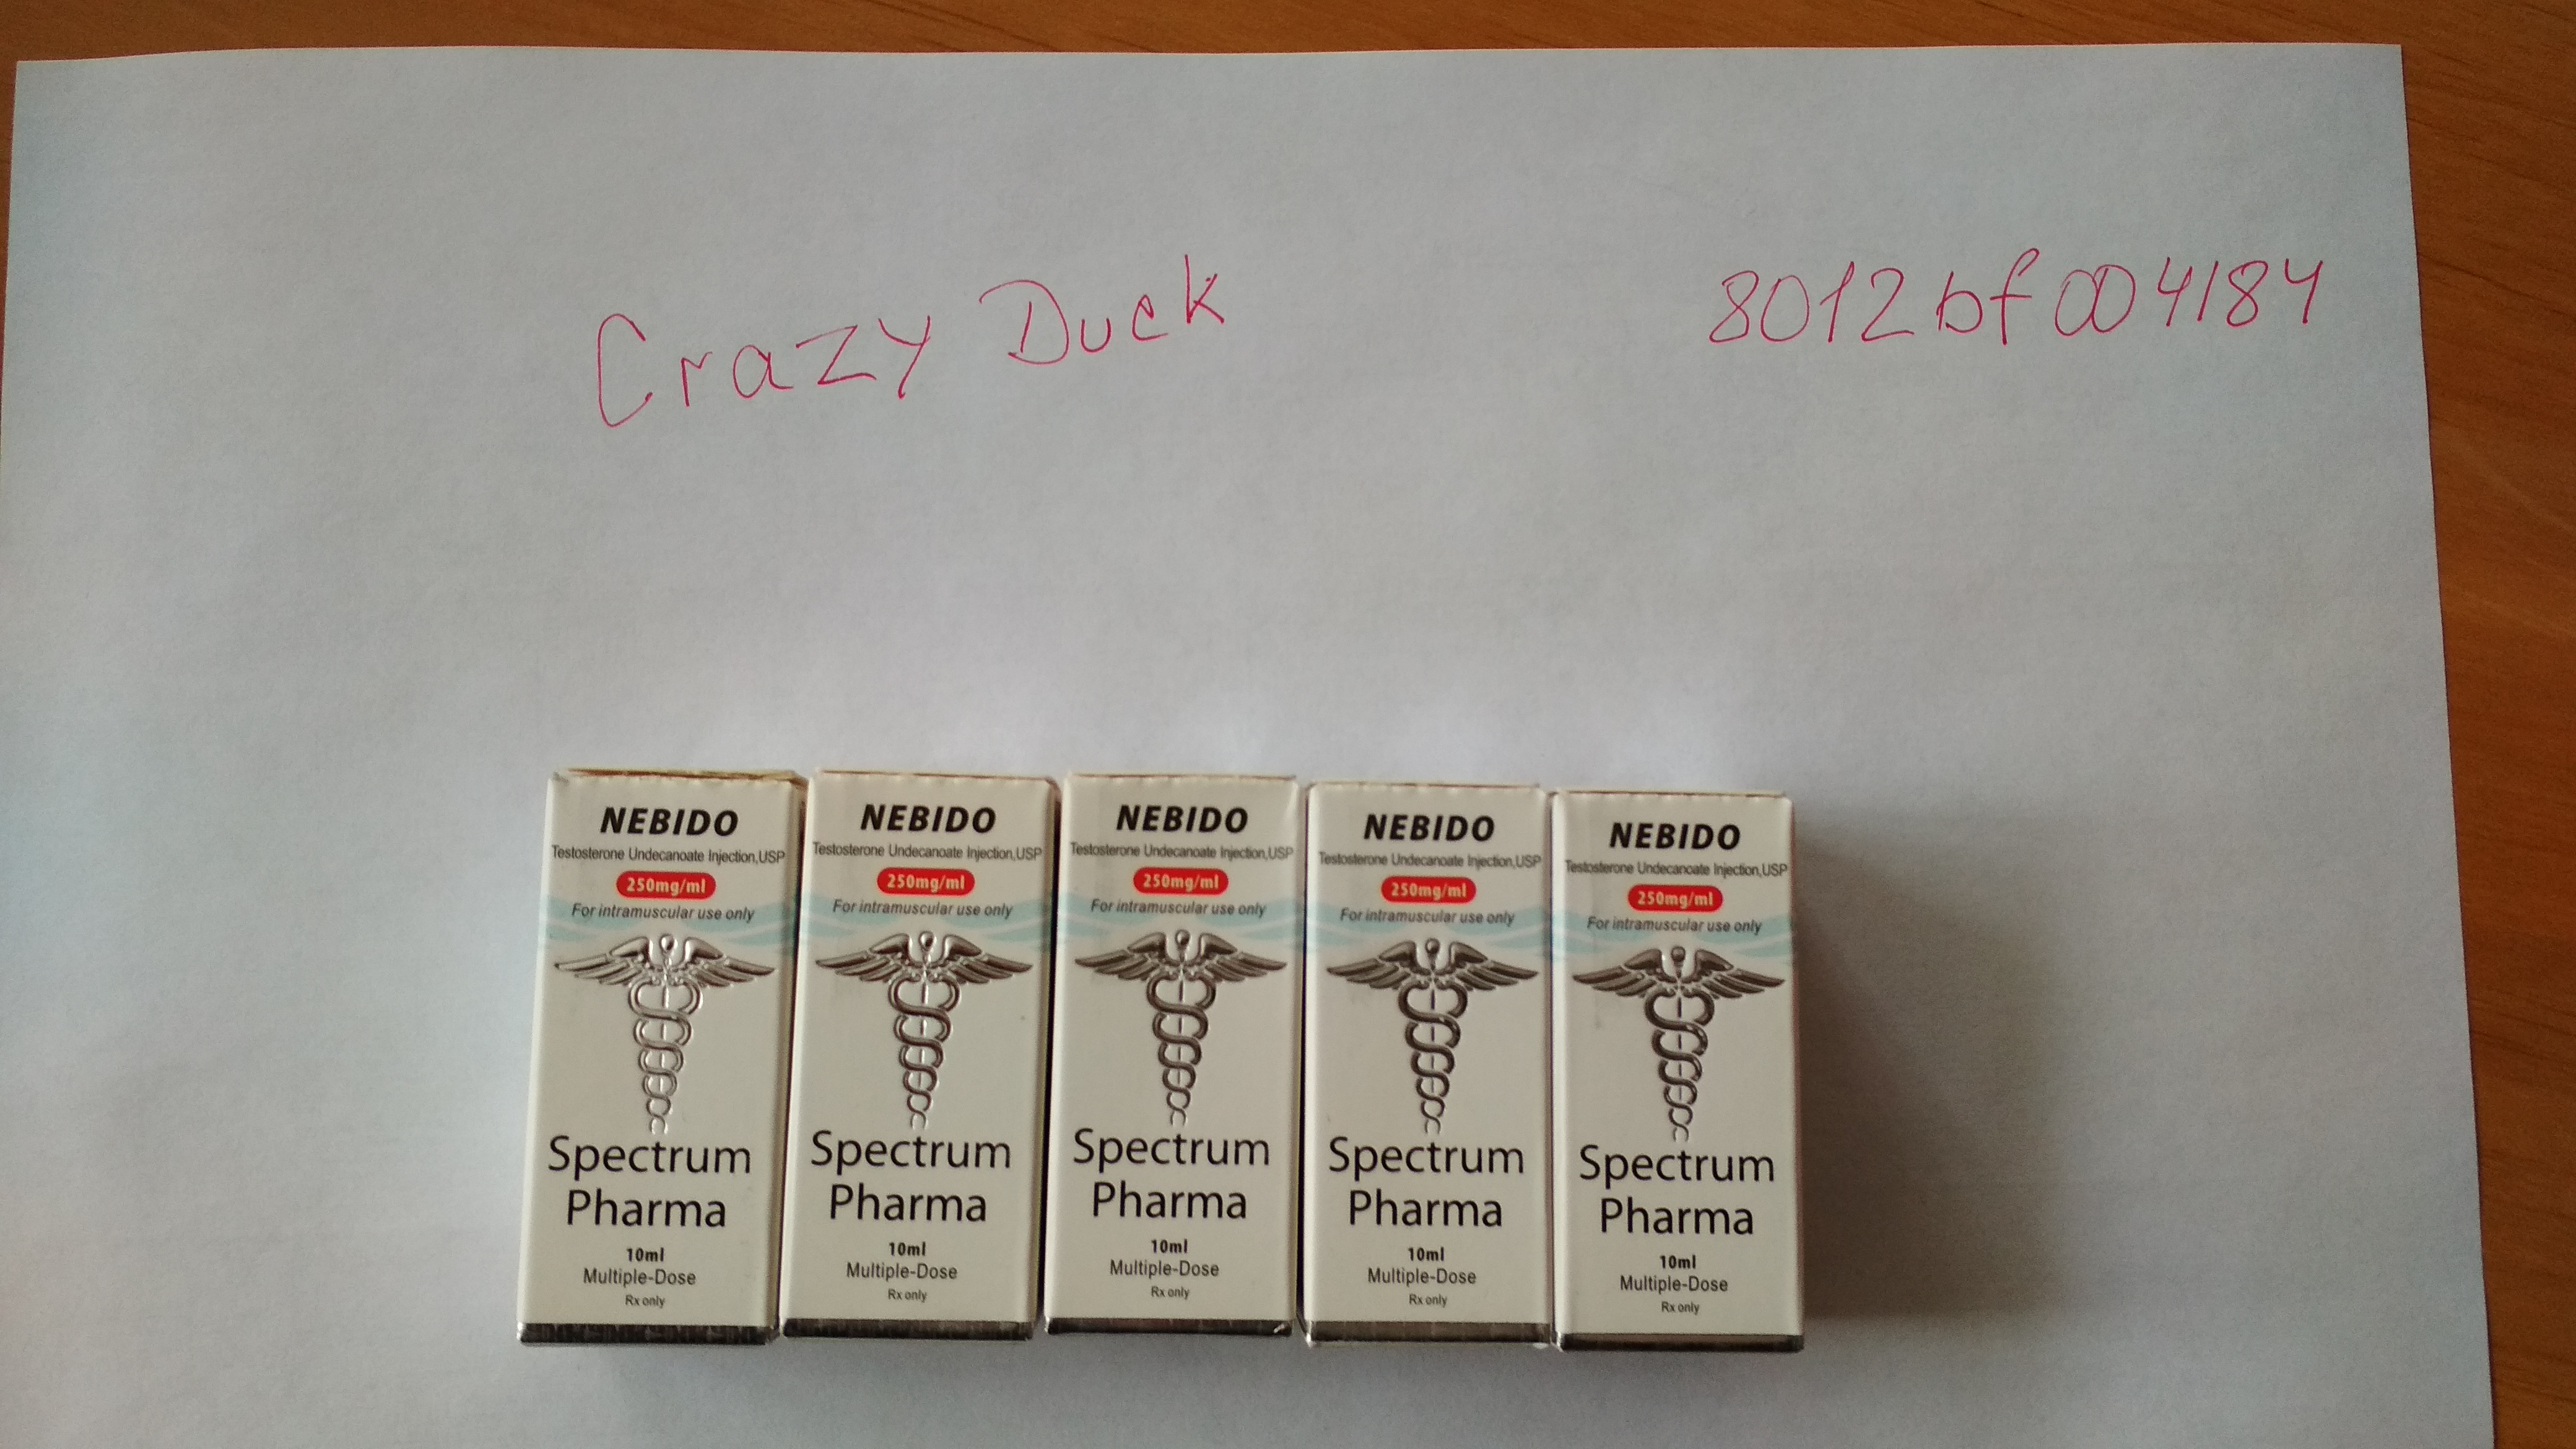 Crazy Duck 8012bf004184
NEBIDO
Testosterone Undecanoate Injection,USP
250mg/ml
For intramuscular use only
Spectrum
Pharma
10ml
Multiple-Dose
Rx only
NEBIDO
Testosterone Undecanoate Injection,USP
250mg/ml
For intramuscular use only
Spectrum
Pharma
10ml
Multiple-Dose
Rx only
NEBIDO
Testosterone Undecanoate Injection,USP
250mg/ml
For intramuscular use only
Spectrum
Pharma
10ml
Multiple-Dose
Rx only
NEBIDO
Testosterone Undecanoate Injection,USP
250mg/ml
For intramuscular use only
Spectrum
Pharma
10ml
Multiple-Dose
Rx only
NEBIDO
Testosterone Undecanoate Injection,USP
250mg/ml
For intramuscular use only
Spectrum
Pharma
10ml
Multiple-Dose
Rx only